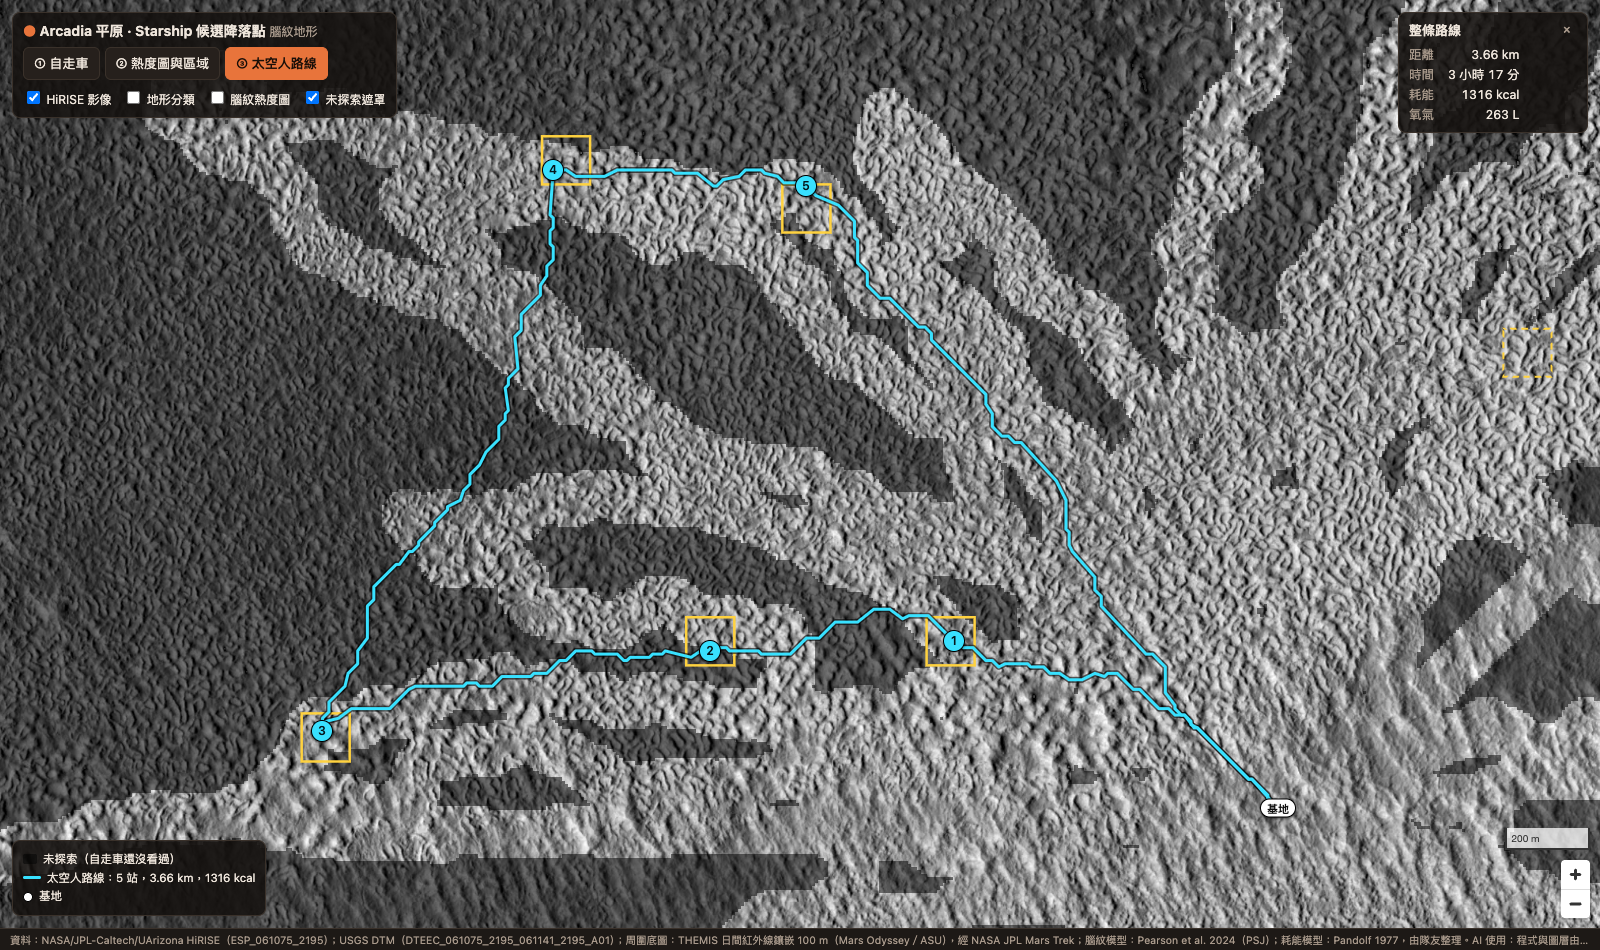 Arcadia 平原 · Starship 候選降落點 腦紋地形
① 自走車 ② 熱度圖與區域 ③ 太空人路線
HiRISE 影像 地形分類 腦紋熱度圖 未探索遮罩
整條路線 ×
距離 3.66 km
時間 3 小時 17 分
耗能 1316 kcal
氧氣 263 L
4
5
1
2
3
基地
未探索（自走車還沒看過）
太空人路線：5 站，3.66 km，1316 kcal
基地
200 m
+
−
資料：NASA/JPL-Caltech/UArizona HiRISE（ESP_061075_2195）；USGS DTM（DTEEC_061075_2195_061141_2195_A01）；周圍底圖：THEMIS 日間紅外線鑲嵌 100 m（Mars Odyssey / ASU），經 NASA JPL Mars Trek；腦紋模型：Pearson et al. 2024（PSJ）；耗能模型：Pandolf 1977，由隊友整理。AI 使用：程式與圖層由…